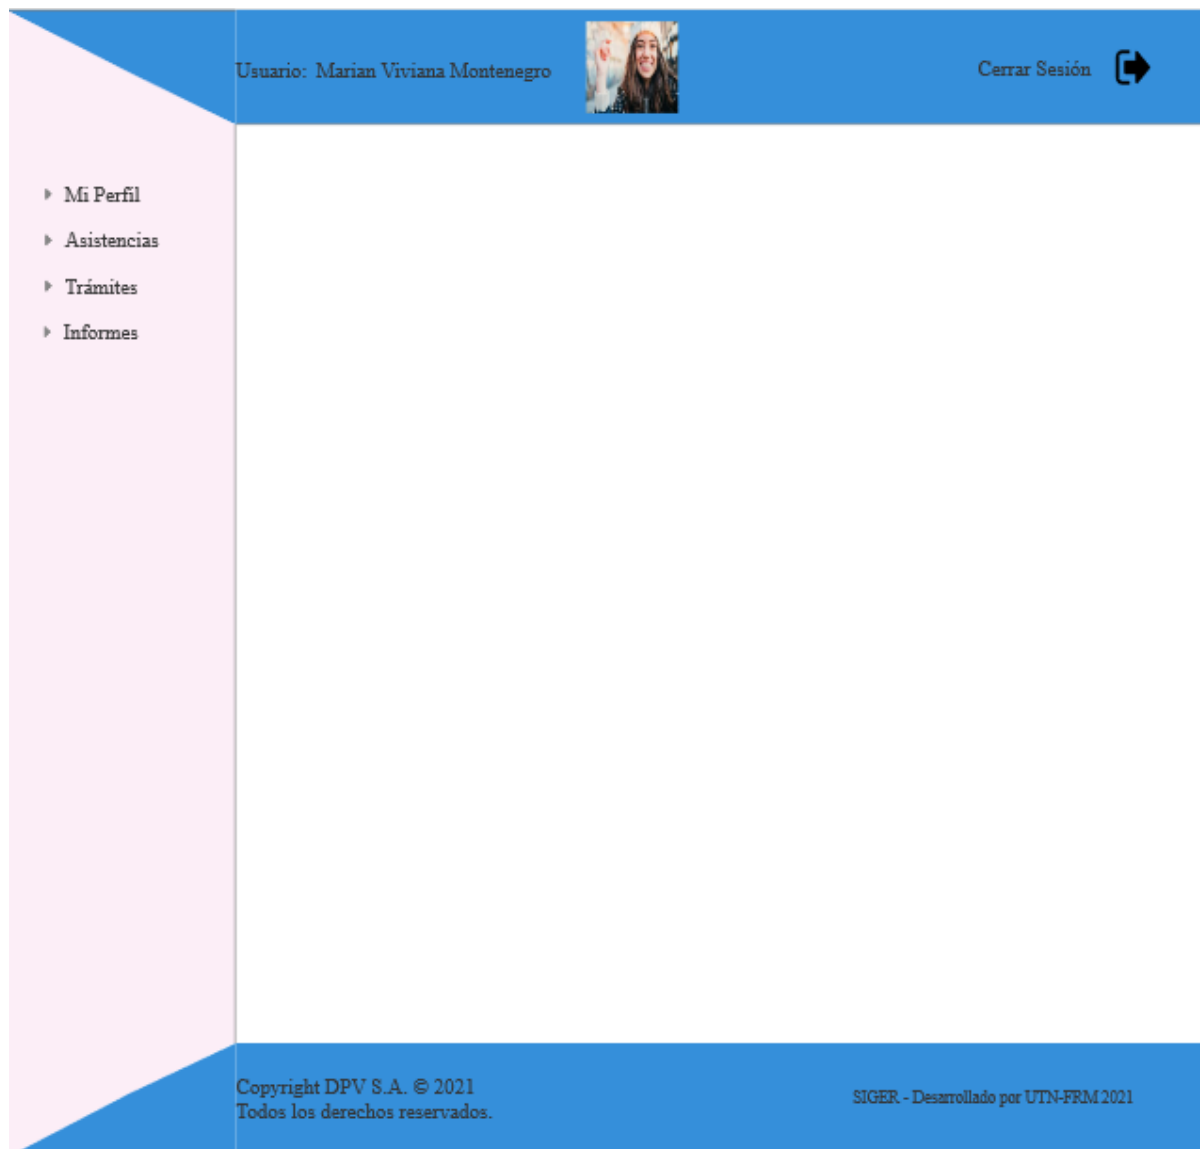 Usuario: Marian Viviana Montenegro
Cerrar Sesión
Mi Perfil
Asistencias
Trámites
Informes
Copyright DPV S.A. © 2021
Todos los derechos reservados.
SIGER - Desarrollado por UTN-FRM 2021